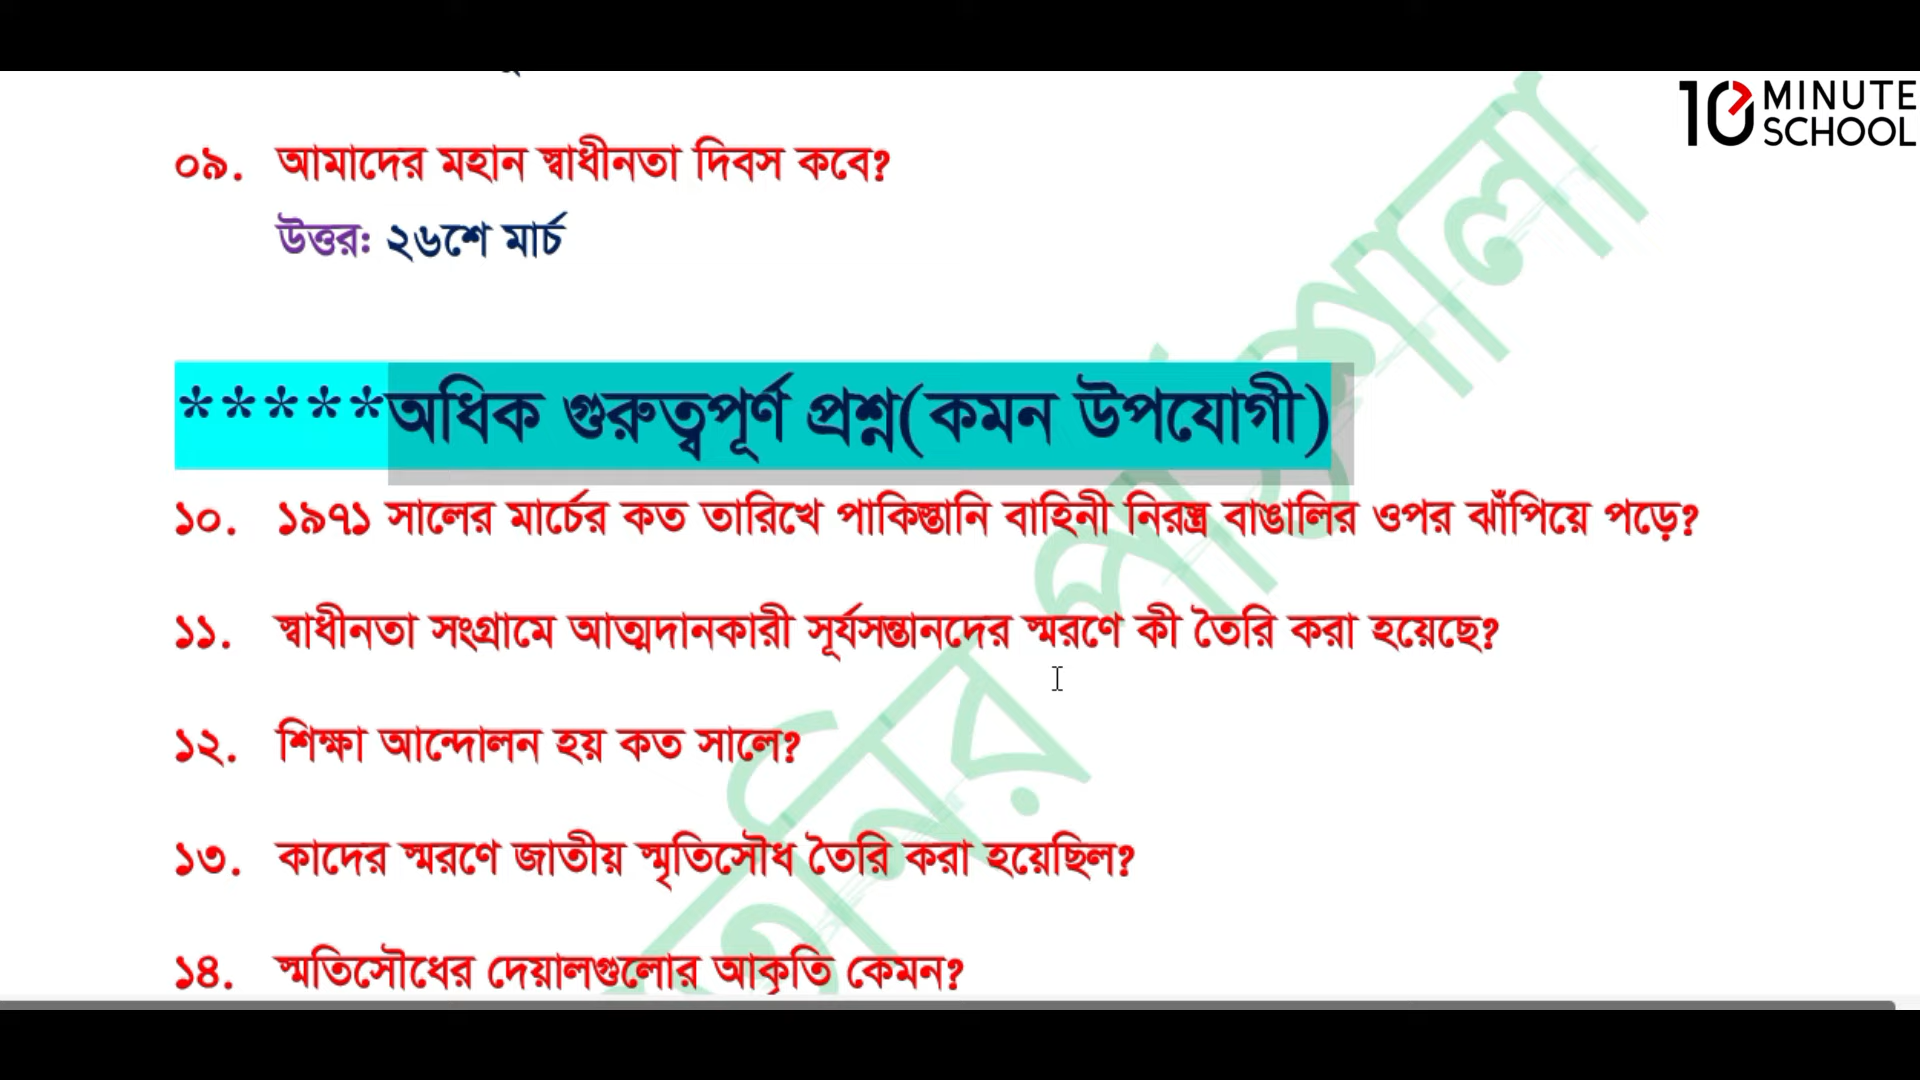 10 MINUTE SCHOOL
০৯. আমাদের মহান স্বাধীনতা দিবস কবে?
উত্তর: ২৬শে মার্চ
*****অধিক গুরুত্বপূর্ণ প্রশ্ন(কমন উপযোগী)
১০. ১৯৭১ সালের মার্চের কত তারিখে পাকিস্তানি বাহিনী নিরস্ত্র বাঙালির ওপর ঝাঁপিয়ে পড়ে?
১১. স্বাধীনতা সংগ্রামে আত্মদানকারী সূর্যসন্তানদের স্মরণে কী তৈরি করা হয়েছে?
১২. শিক্ষা আন্দোলন হয় কত সালে?
১৩. কাদের স্মরণে জাতীয় স্মৃতিসৌধ তৈরি করা হয়েছিল?
১৪. স্মৃতিসৌধের দেয়ালগুলোর আকৃতি কেমন?
পাঠশালা